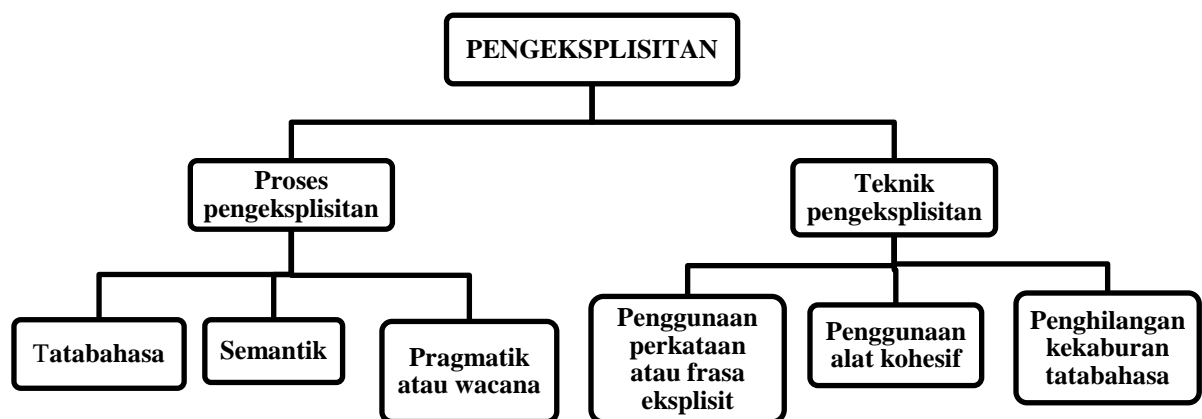 PENGEKSPLISITAN
Proses
pengeksplisitan
Teknik
pengeksplisitan
Tatabahasa
Semantik
Pragmatik
atau wacana
Penggunaan
perkataan
atau frasa
eksplisit
Penggunaan
alat kohesif
Penghilangan
kekaburan
tatabahasa